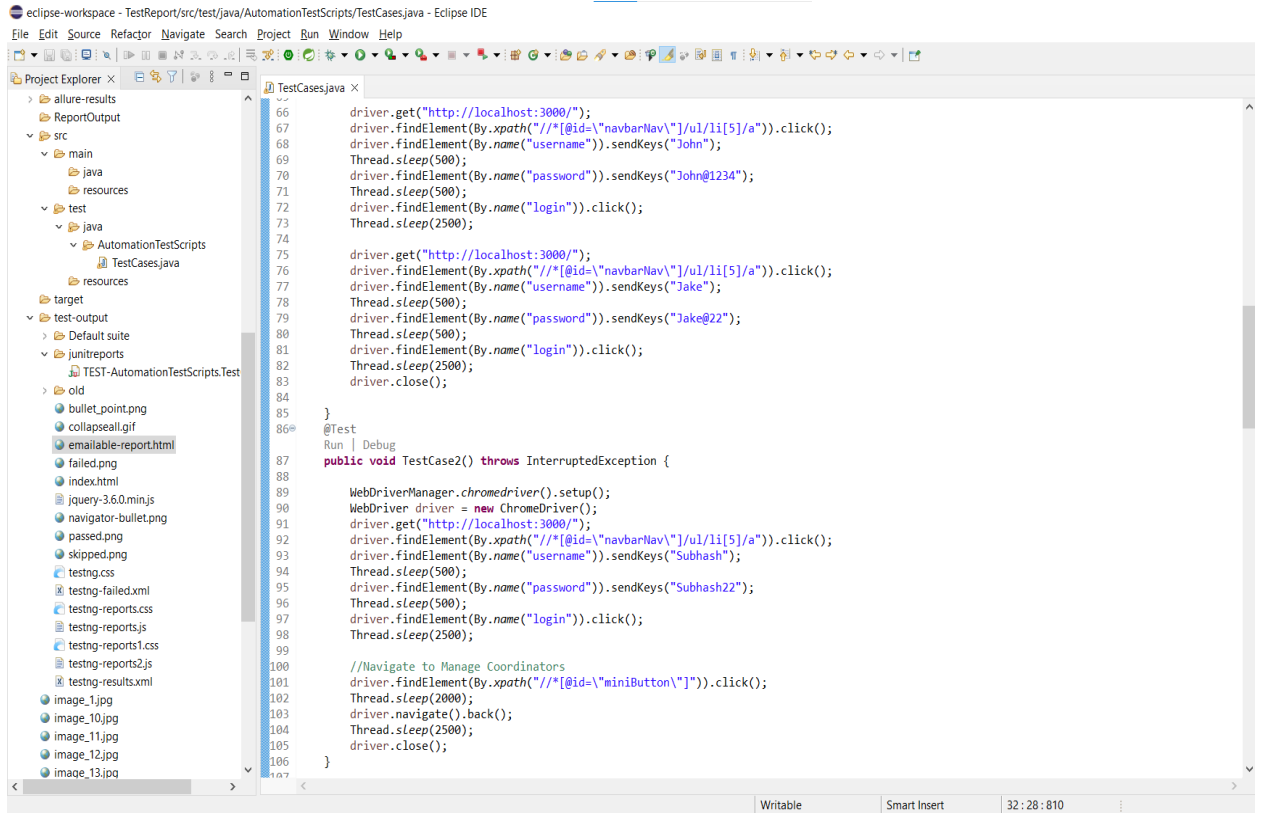 eclipse-workspace - TestReport/src/test/java/AutomationTestScripts/TestCases.java - Eclipse IDE
File Edit Source Refactor Navigate Search Project Run Window Help
Project Explorer
allure-results
ReportOutput
src
main
java
resources
test
java
AutomationTestScripts
TestCases.java
resources
target
test-output
Default suite
junitreports
TEST-AutomationTestScripts.Test
old
bullet_point.png
collapseall.gif
emailable-report.html
failed.png
index.html
jquery-3.6.0.min.js
navigator-bullet.png
passed.png
skipped.png
testng.css
testng-failed.xml
testng-reports.css
testng-reports.js
testng-reports1.css
testng-reports2.js
testng-results.xml
image_1.jpg
image_10.jpg
image_11.jpg
image_12.jpg
image_13.jpg
TestCases.java
66 driver.get("http://localhost:3000/");
67 driver.findElement(By.xpath("//*[@id=\"navbarNav\"]/ul/li[5]/a")).click();
68 driver.findElement(By.name("username")).sendKeys("John");
69 Thread.sleep(500);
70 driver.findElement(By.name("password")).sendKeys("John@1234");
71 Thread.sleep(500);
72 driver.findElement(By.name("login")).click();
73 Thread.sleep(2500);
74
75 driver.get("http://localhost:3000/");
76 driver.findElement(By.xpath("//*[@id=\"navbarNav\"]/ul/li[5]/a")).click();
77 driver.findElement(By.name("username")).sendKeys("Jake");
78 Thread.sleep(500);
79 driver.findElement(By.name("password")).sendKeys("Jake@22");
80 Thread.sleep(500);
81 driver.findElement(By.name("login")).click();
82 Thread.sleep(2500);
83 driver.close();
84
85 }
86 @Test
Run | Debug
87 public void TestCase2() throws InterruptedException {
88
89 WebDriverManager.chromedriver().setup();
90 WebDriver driver = new ChromeDriver();
91 driver.get("http://localhost:3000/");
92 driver.findElement(By.xpath("//*[@id=\"navbarNav\"]/ul/li[5]/a")).click();
93 driver.findElement(By.name("username")).sendKeys("Subhash");
94 Thread.sleep(500);
95 driver.findElement(By.name("password")).sendKeys("Subhash22");
96 Thread.sleep(500);
97 driver.findElement(By.name("login")).click();
98 Thread.sleep(2500);
99
100 //Navigate to Manage Coordinators
101 driver.findElement(By.xpath("//*[@id=\"miniButton\"]")).click();
102 Thread.sleep(2000);
103 driver.navigate().back();
104 Thread.sleep(2500);
105 driver.close();
106 }
107
Writable
Smart Insert
32 : 28 : 810